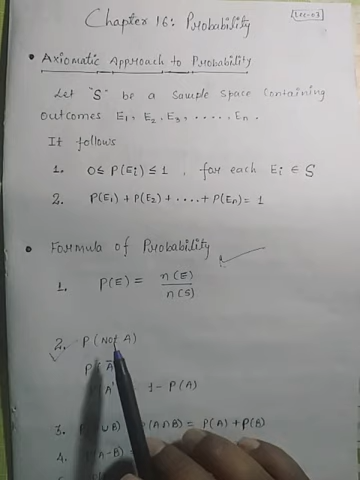 Lec-03
Chapter 16: Probability
• Axiomatic Approach to Probability
Let 'S' be a sample space containing
outcomes E₁, E₂, E₃, ....., Eₙ.
It follows
1. 0 ≤ P(Eᵢ) ≤ 1 , for each Eᵢ ∈ S
2. P(E₁) + P(E₂) + ..... + P(Eₙ) = 1
• Formula of Probability
1. P(E) = n(E) / n(S)
2. P(Not A)
P(A
A' 1 - P(A)
3. P( ∪B) P(A∩B) = P(A) + P(B)
4. (A-B) =